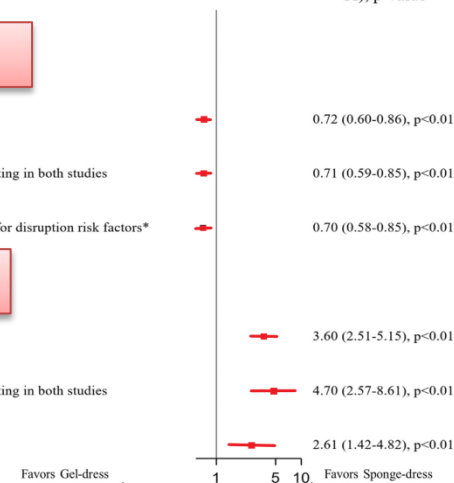 0.72 (0.60-0.86), p<0.01
ting in both studies 0.71 (0.59-0.85), p<0.01
for disruption risk factors* 0.70 (0.58-0.85), p<0.01
3.60 (2.51-5.15), p<0.01
ting in both studies 4.70 (2.57-8.61), p<0.01
2.61 (1.42-4.82), p<0.01
Favors Gel-dress 1 5 10 Favors Sponge-dress